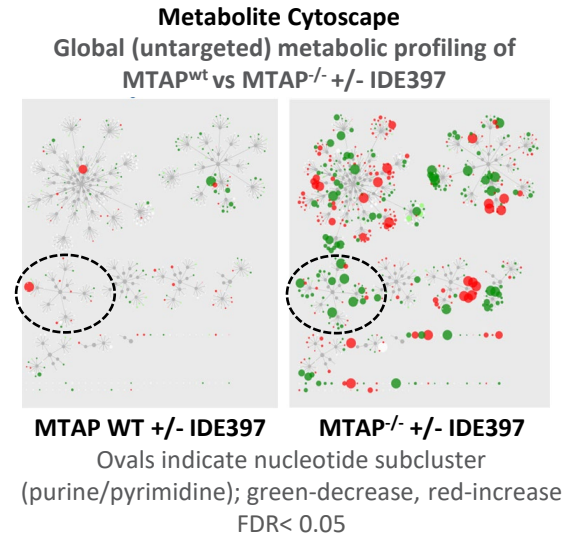 Metabolite Cytoscape
Global (untargeted) metabolic profiling of
MTAPwt vs MTAP-/- +/- IDE397
MTAP WT +/- IDE397
MTAP-/- +/- IDE397
Ovals indicate nucleotide subcluster
(purine/pyrimidine); green-decrease, red-increase
FDR< 0.05